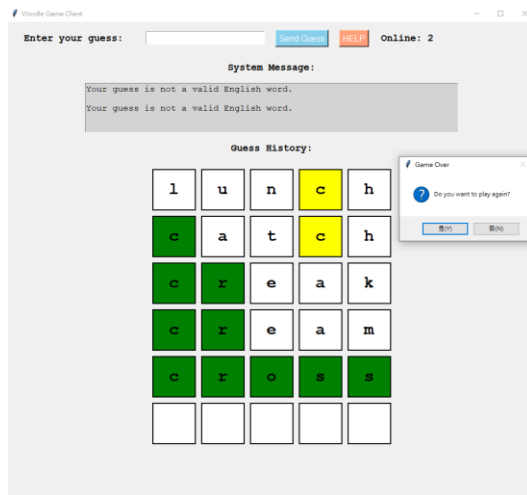 Wordle Game Client
Enter your guess: Send Guess HELP Online: 2
System Message:
Your guess is not a valid English word.
Your guess is not a valid English word.
Guess History:
Game Over
Do you want to play again?
是(Y) 否(N)
l u n c h
c a t c h
c r e a k
c r e a m
c r o s s